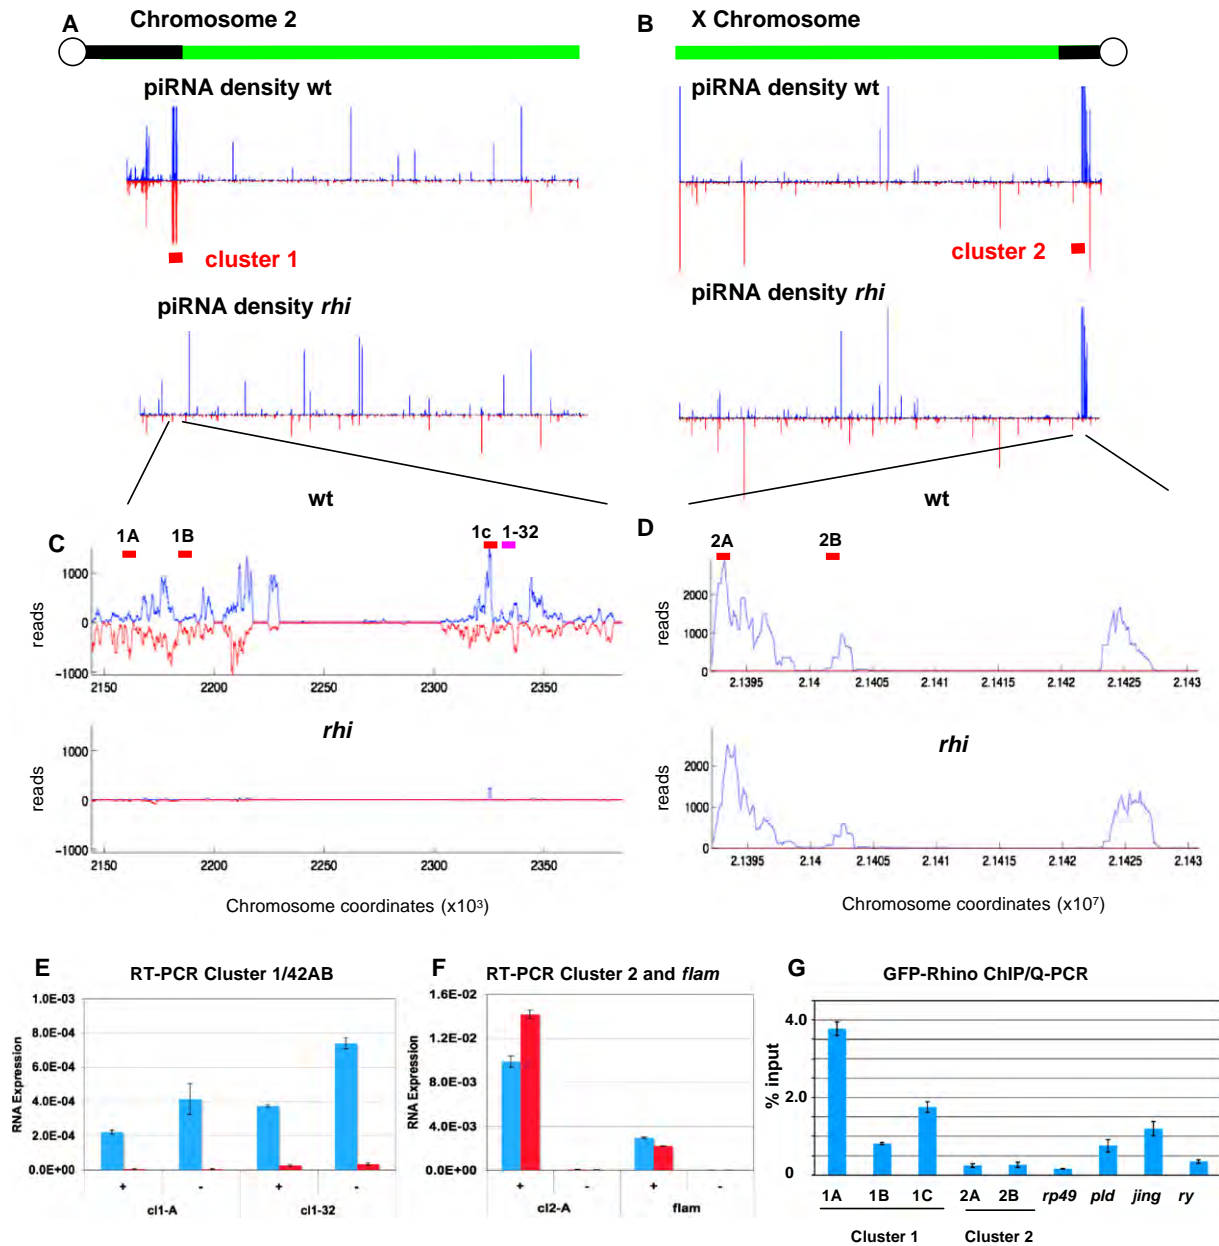 A Chromosome 2
piRNA density wt
cluster 1
piRNA density rhi
B X Chromosome
piRNA density wt
cluster 2
piRNA density rhi
wt
C
1A 1B 1c 1-32
reads
1000
0
−1000
2150 2200 2250 2300 2350
rhi
reads
1000
0
−1000
2150 2200 2250 2300 2350
Chromosome coordinates (x10³)
wt
D
2A 2B
reads
2000
1000
0
2.1395 2.14 2.1405 2.141 2.1415 2.142 2.1425 2.143
rhi
reads
2000
1000
0
2.1395 2.14 2.1405 2.141 2.1415 2.142 2.1425 2.143
Chromosome coordinates (x10⁷)
E RT-PCR Cluster 1/42AB
RNA Expression
1.0E-03
8.0E-04
6.0E-04
4.0E-04
2.0E-04
0.0E+00
+ - + -
cl1-A cl1-32
F RT-PCR Cluster 2 and flam
RNA Expression
1.6E-02
1.2E-02
8.0E-03
4.0E-03
0.0E+00
+ - + -
cl2-A flam
G GFP-Rhino ChIP/Q-PCR
% input
4.0
2.0
0
1A 1B 1C 2A 2B rp49 pld jing ry
Cluster 1 Cluster 2